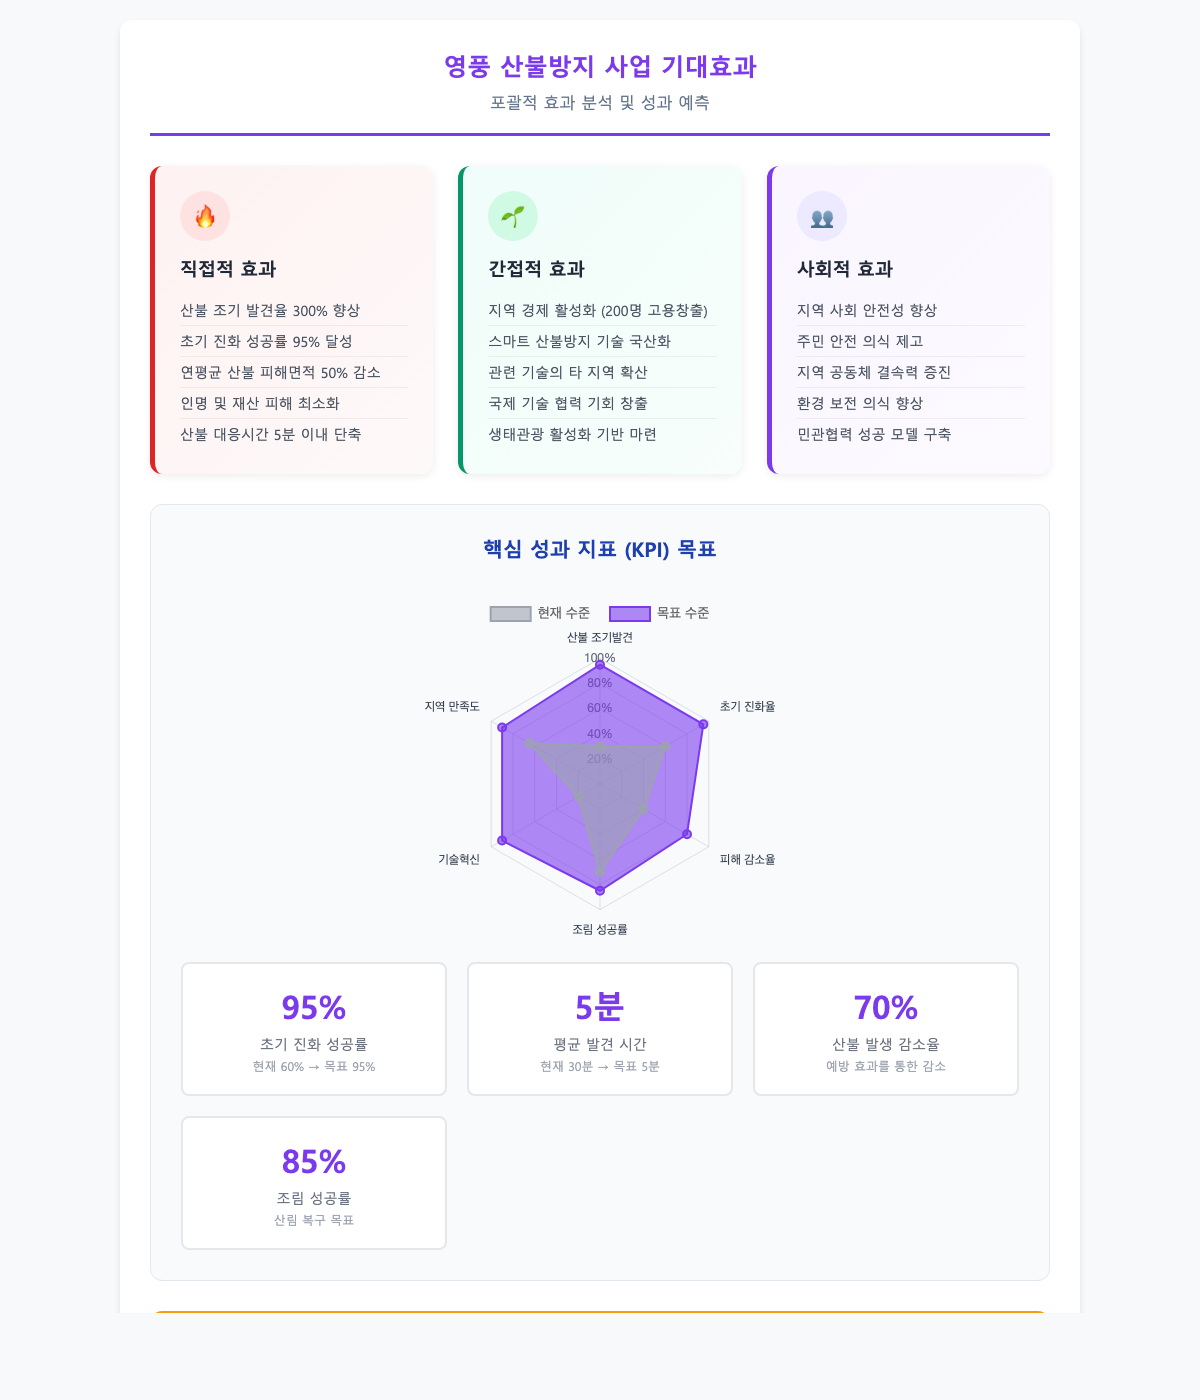 영풍 산불방지 사업 기대효과
포괄적 효과 분석 및 성과 예측
직접적 효과
산불 조기 발견율 300% 향상
초기 진화 성공률 95% 달성
연평균 산불 피해면적 50% 감소
인명 및 재산 피해 최소화
산불 대응시간 5분 이내 단축
간접적 효과
지역 경제 활성화 (200명 고용창출)
스마트 산불방지 기술 국산화
관련 기술의 타 지역 확산
국제 기술 협력 기회 창출
생태관광 활성화 기반 마련
사회적 효과
지역 사회 안전성 향상
주민 안전 의식 제고
지역 공동체 결속력 증진
환경 보전 의식 향상
민관협력 성공 모델 구축
핵심 성과 지표 (KPI) 목표
현재 수준
목표 수준
산불 조기발견
100%
80%
60%
40%
20%
지역 만족도
초기 진화율
기술혁신
피해 감소율
조림 성공률
95%
초기 진화 성공률
현재 60% → 목표 95%
5분
평균 발견 시간
현재 30분 → 목표 5분
70%
산불 발생 감소율
예방 효과를 통한 감소
85%
조림 성공률
산림 복구 목표